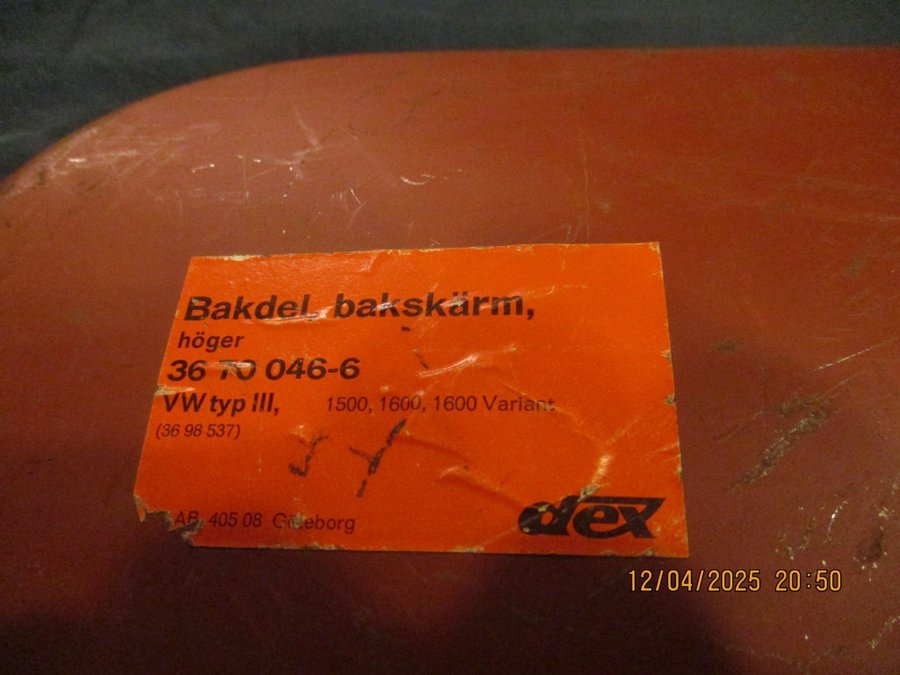 Bakdel, bakskärm,
höger
36 70 046-6
VW typ III, 1500, 1600, 1600 Variant
(36 98 537)
AB, 405 08 Göteborg
dex
12/04/2025 20:50